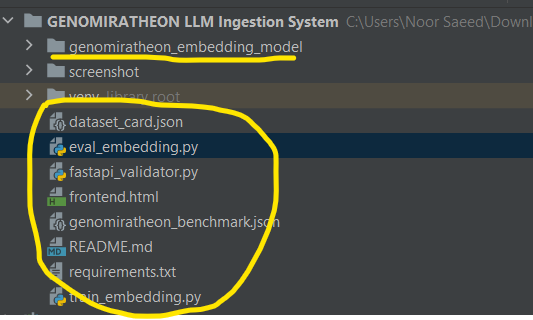 GENOMIRATHEON LLM Ingestion System C:\Users\Noor Saeed\Downl
genomiratheon_embedding_model
screenshot
venv library root
dataset_card.json
eval_embedding.py
fastapi_validator.py
frontend.html
genomiratheon_benchmark.json
README.md
requirements.txt
train_embedding.py